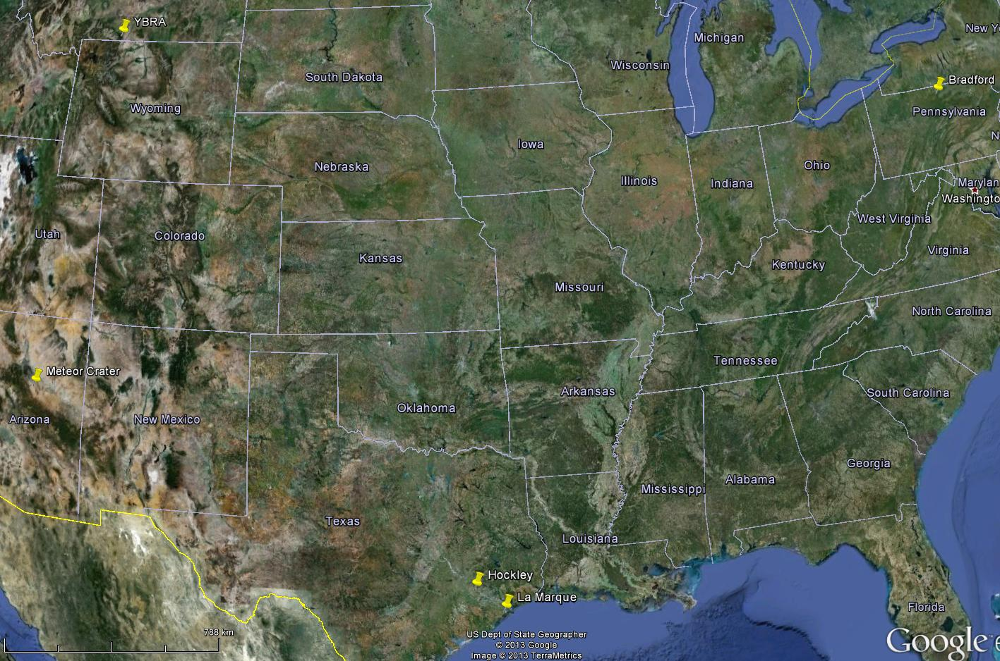 YBRA
Michigan
New Y
Wisconsin
South Dakota
Bradford
Wyoming
Pennsylvania
N
Iowa
Nebraska
Ohio
Illinois
Indiana
Marylan
Washingto
West Virginia
Utah
Colorado
Virginia
Kansas
Kentucky
Missouri
North Carolina
Meteor Crater
Tennessee
Arkansas
South Carolina
Oklahoma
Arizona
New Mexico
Georgia
Alabama
Mississippi
Texas
Louisiana
Hockley
La Marque
Florida
788 km
US Dept of State Geographer
© 2013 Google
Image © 2013 TerraMetrics
Google e